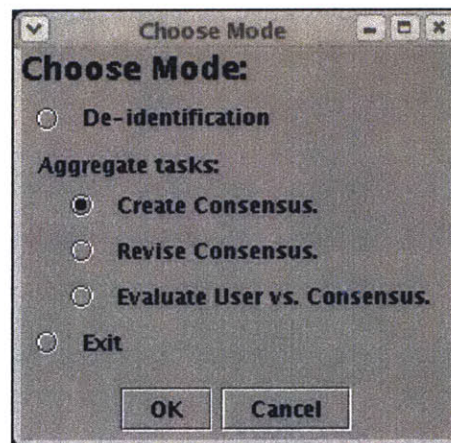 Choose Mode
Choose Mode:
De-identification
Aggregate tasks:
Create Consensus.
Revise Consensus.
Evaluate User vs. Consensus.
Exit
OK Cancel